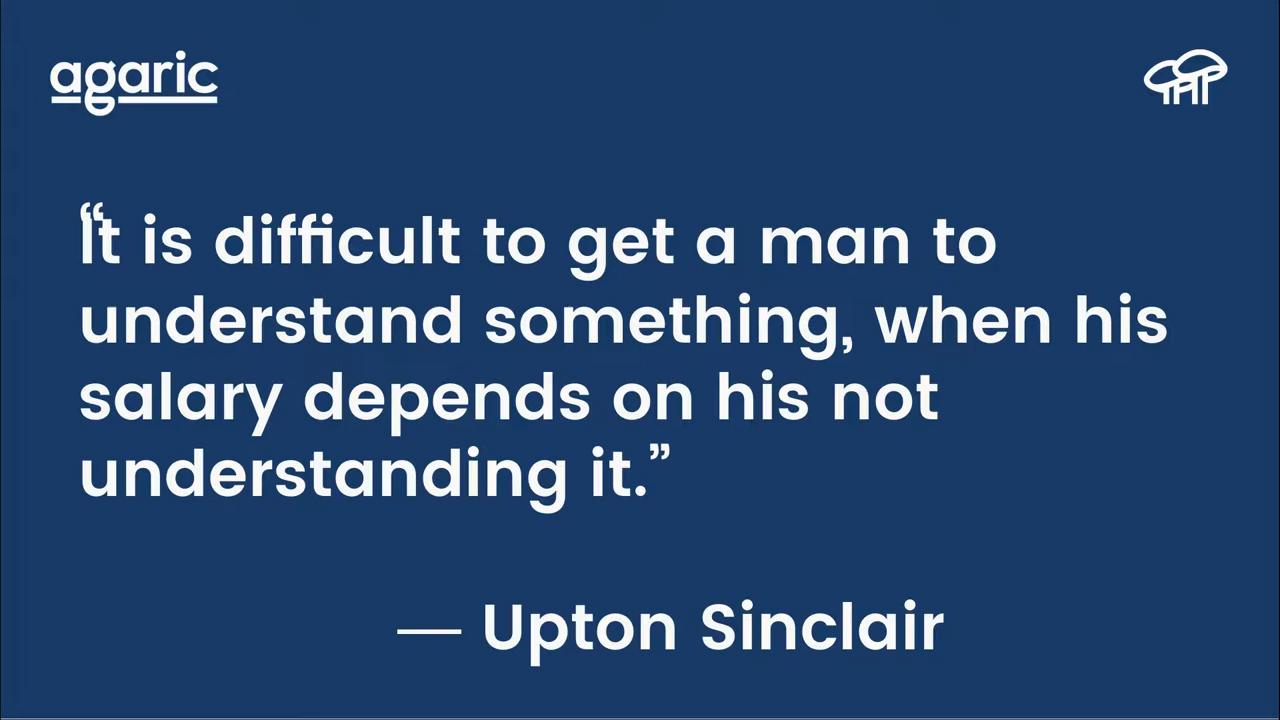 agaric
“It is difficult to get a man to
understand something, when his
salary depends on his not
understanding it.”
— Upton Sinclair